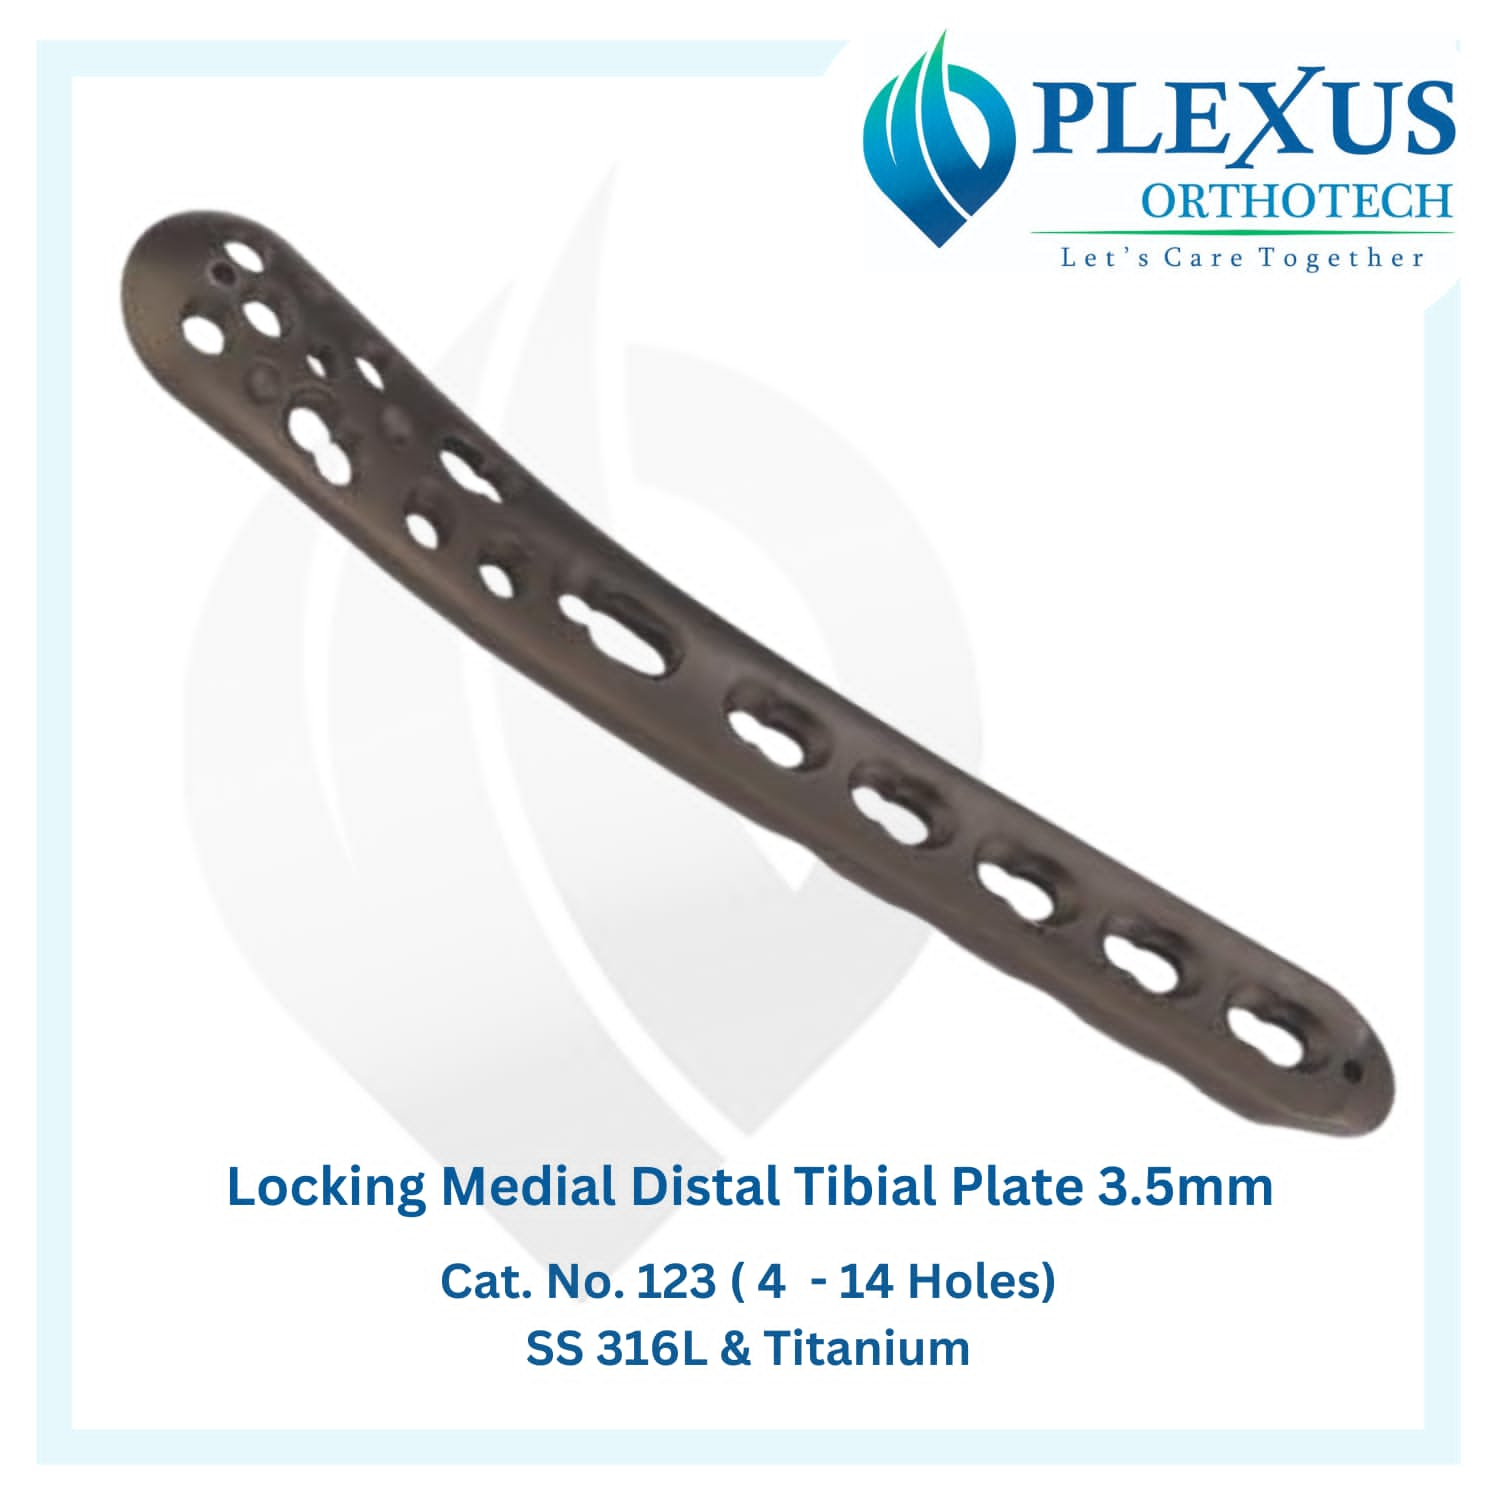 PLEXUS
ORTHOTECH
Let's Care Together
Locking Medial Distal Tibial Plate 3.5mm
Cat. No. 123 ( 4  - 14 Holes)
SS 316L & Titanium